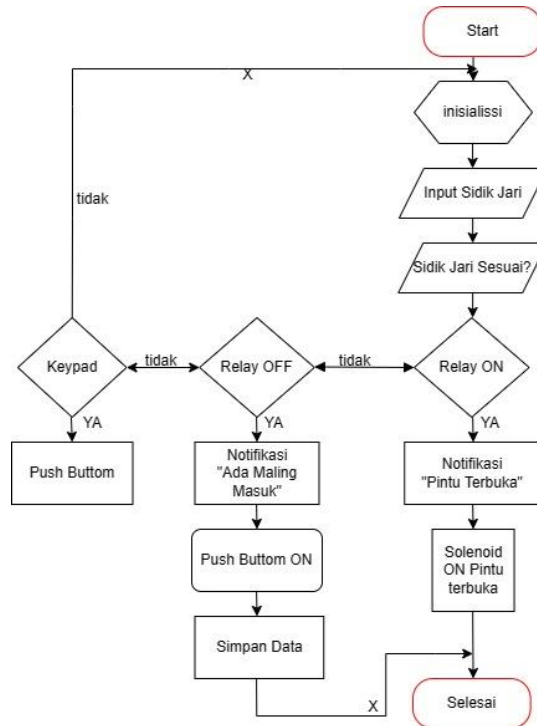 Start
X
inisialissi
tidak
Input Sidik Jari
Sidik Jari Sesuai?
Keypad
tidak
Relay OFF
tidak
Relay ON
YA
YA
YA
Push Buttom
Notifikasi
"Ada Maling
Masuk"
Notifikasi
"Pintu Terbuka"
Push Buttom ON
Solenoid
ON Pintu
terbuka
Simpan Data
X
Selesai